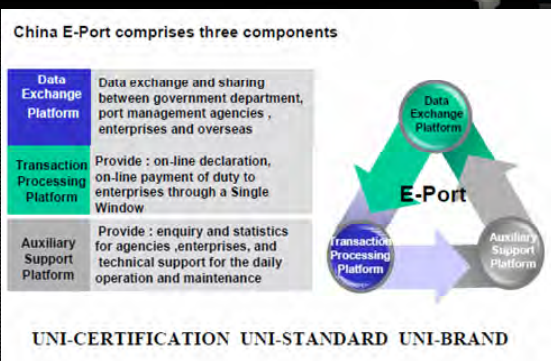 China E-Port comprises three components
Data
Exchange
Platform
Data exchange and sharing
between government department,
port management agencies ,
enterprises and overseas
Transaction
Processing
Platform
Provide : on-line declaration,
on-line payment of duty to
enterprises through a Single
Window
Auxiliary
Support
Platform
Provide : enquiry and statistics
for agencies ,enterprises, and
technical support for the daily
operation and maintenance
Data
Exchange
Platform
E-Port
Transaction
Processing
Platform
Auxiliary
Support
Platform
UNI-CERTIFICATION UNI-STANDARD UNI-BRAND